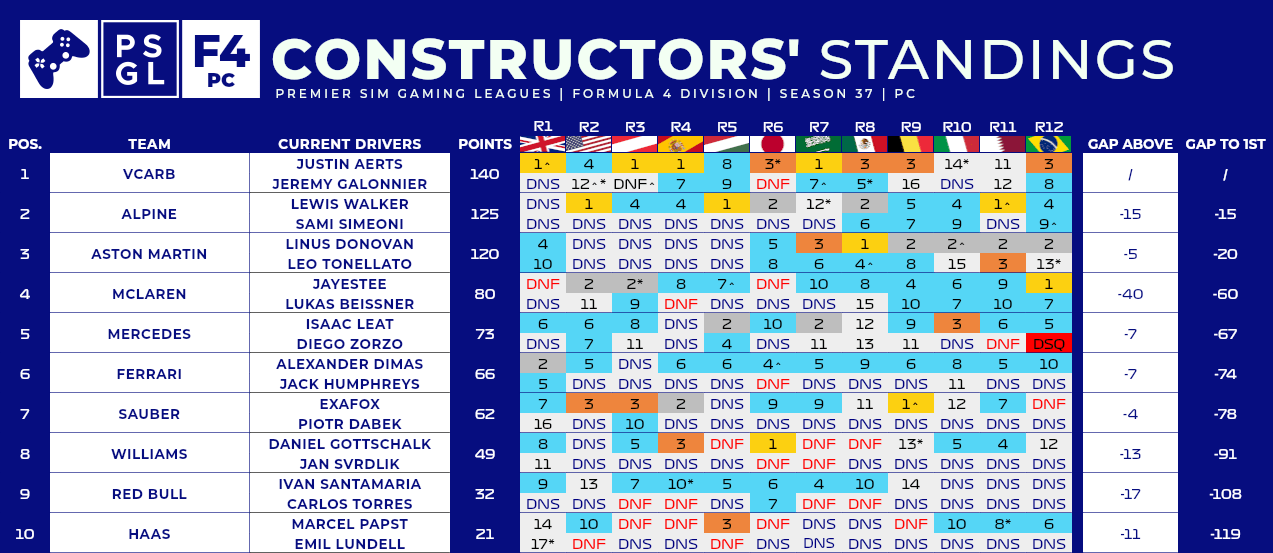 PS
GL
F4
PC
CONSTRUCTORS' STANDINGS
PREMIER SIM GAMING LEAGUES | FORMULA 4 DIVISION | SEASON 37 | PC
POS. TEAM CURRENT DRIVERS POINTS R1 R2 R3 R4 R5 R6 R7 R8 R9 R10 R11 R12 GAP ABOVE GAP TO 1ST
JUSTIN AERTS 1^ 4 1 1 8 3* 1 3 3 14* 11 3
1 VCARB 140 / /
JEREMY GALONNIER DNS 12^* DNF^ 7 9 DNF 7^ 5* 16 DNS 12 8
LEWIS WALKER DNS 1 4 4 1 2 12* 2 5 4 1^ 4
2 ALPINE 125 -15 -15
SAMI SIMEONI DNS DNS DNS DNS DNS DNS DNS 6 7 9 DNS 9^
LINUS DONOVAN 4 DNS DNS DNS DNS 5 3 1 2 2^ 2 2
3 ASTON MARTIN 120 -5 -20
LEO TONELLATO 10 DNS DNS DNS DNS 8 6 4^ 8 15 3 13*
JAYESTEE DNF 2 2* 8 7^ DNF 10 8 4 6 9 1
4 MCLAREN 80 -40 -60
LUKAS BEISSNER DNS 11 9 DNF DNS DNS DNS 15 10 7 10 7
ISAAC LEAT 6 6 8 DNS 2 10 2 12 9 3 6 5
5 MERCEDES 73 -7 -67
DIEGO ZORZO DNS 7 11 DNS 4 DNS 11 13 11 DNS DNF DSQ
ALEXANDER DIMAS 2 5 DNS 6 6 4^ 5 9 6 8 5 10
6 FERRARI 66 -7 -74
JACK HUMPHREYS 5 DNS DNS DNS DNS DNF DNS DNS DNS 11 DNS DNS
EXAFOX 7 3 3 2 DNS 9 9 11 1^ 12 7 DNF
7 SAUBER 62 -4 -78
PIOTR DABEK 16 DNS 10 DNS DNS DNS DNS DNS DNS DNS DNS DNS
DANIEL GOTTSCHALK 8 DNS 5 3 DNF 1 DNF DNF 13* 5 4 12
8 WILLIAMS 49 -13 -91
JAN SVRDLIK 11 DNS DNS DNS DNS DNF DNF DNS DNS DNS DNS DNS
IVAN SANTAMARIA 9 13 7 10* 5 6 4 10 14 DNS DNS DNS
9 RED BULL 32 -17 -108
CARLOS TORRES DNS DNS DNF DNF DNS 7 DNS DNS DNS DNS DNS DNS
MARCEL PAPST 14 10 DNF DNF 3 DNF DNS DNS DNF 10 8* 6
10 HAAS 21 -11 -119
EMIL LUNDELL 17* DNF DNS DNS DNF DNS DNS DNS DNS DNS DNS DNS